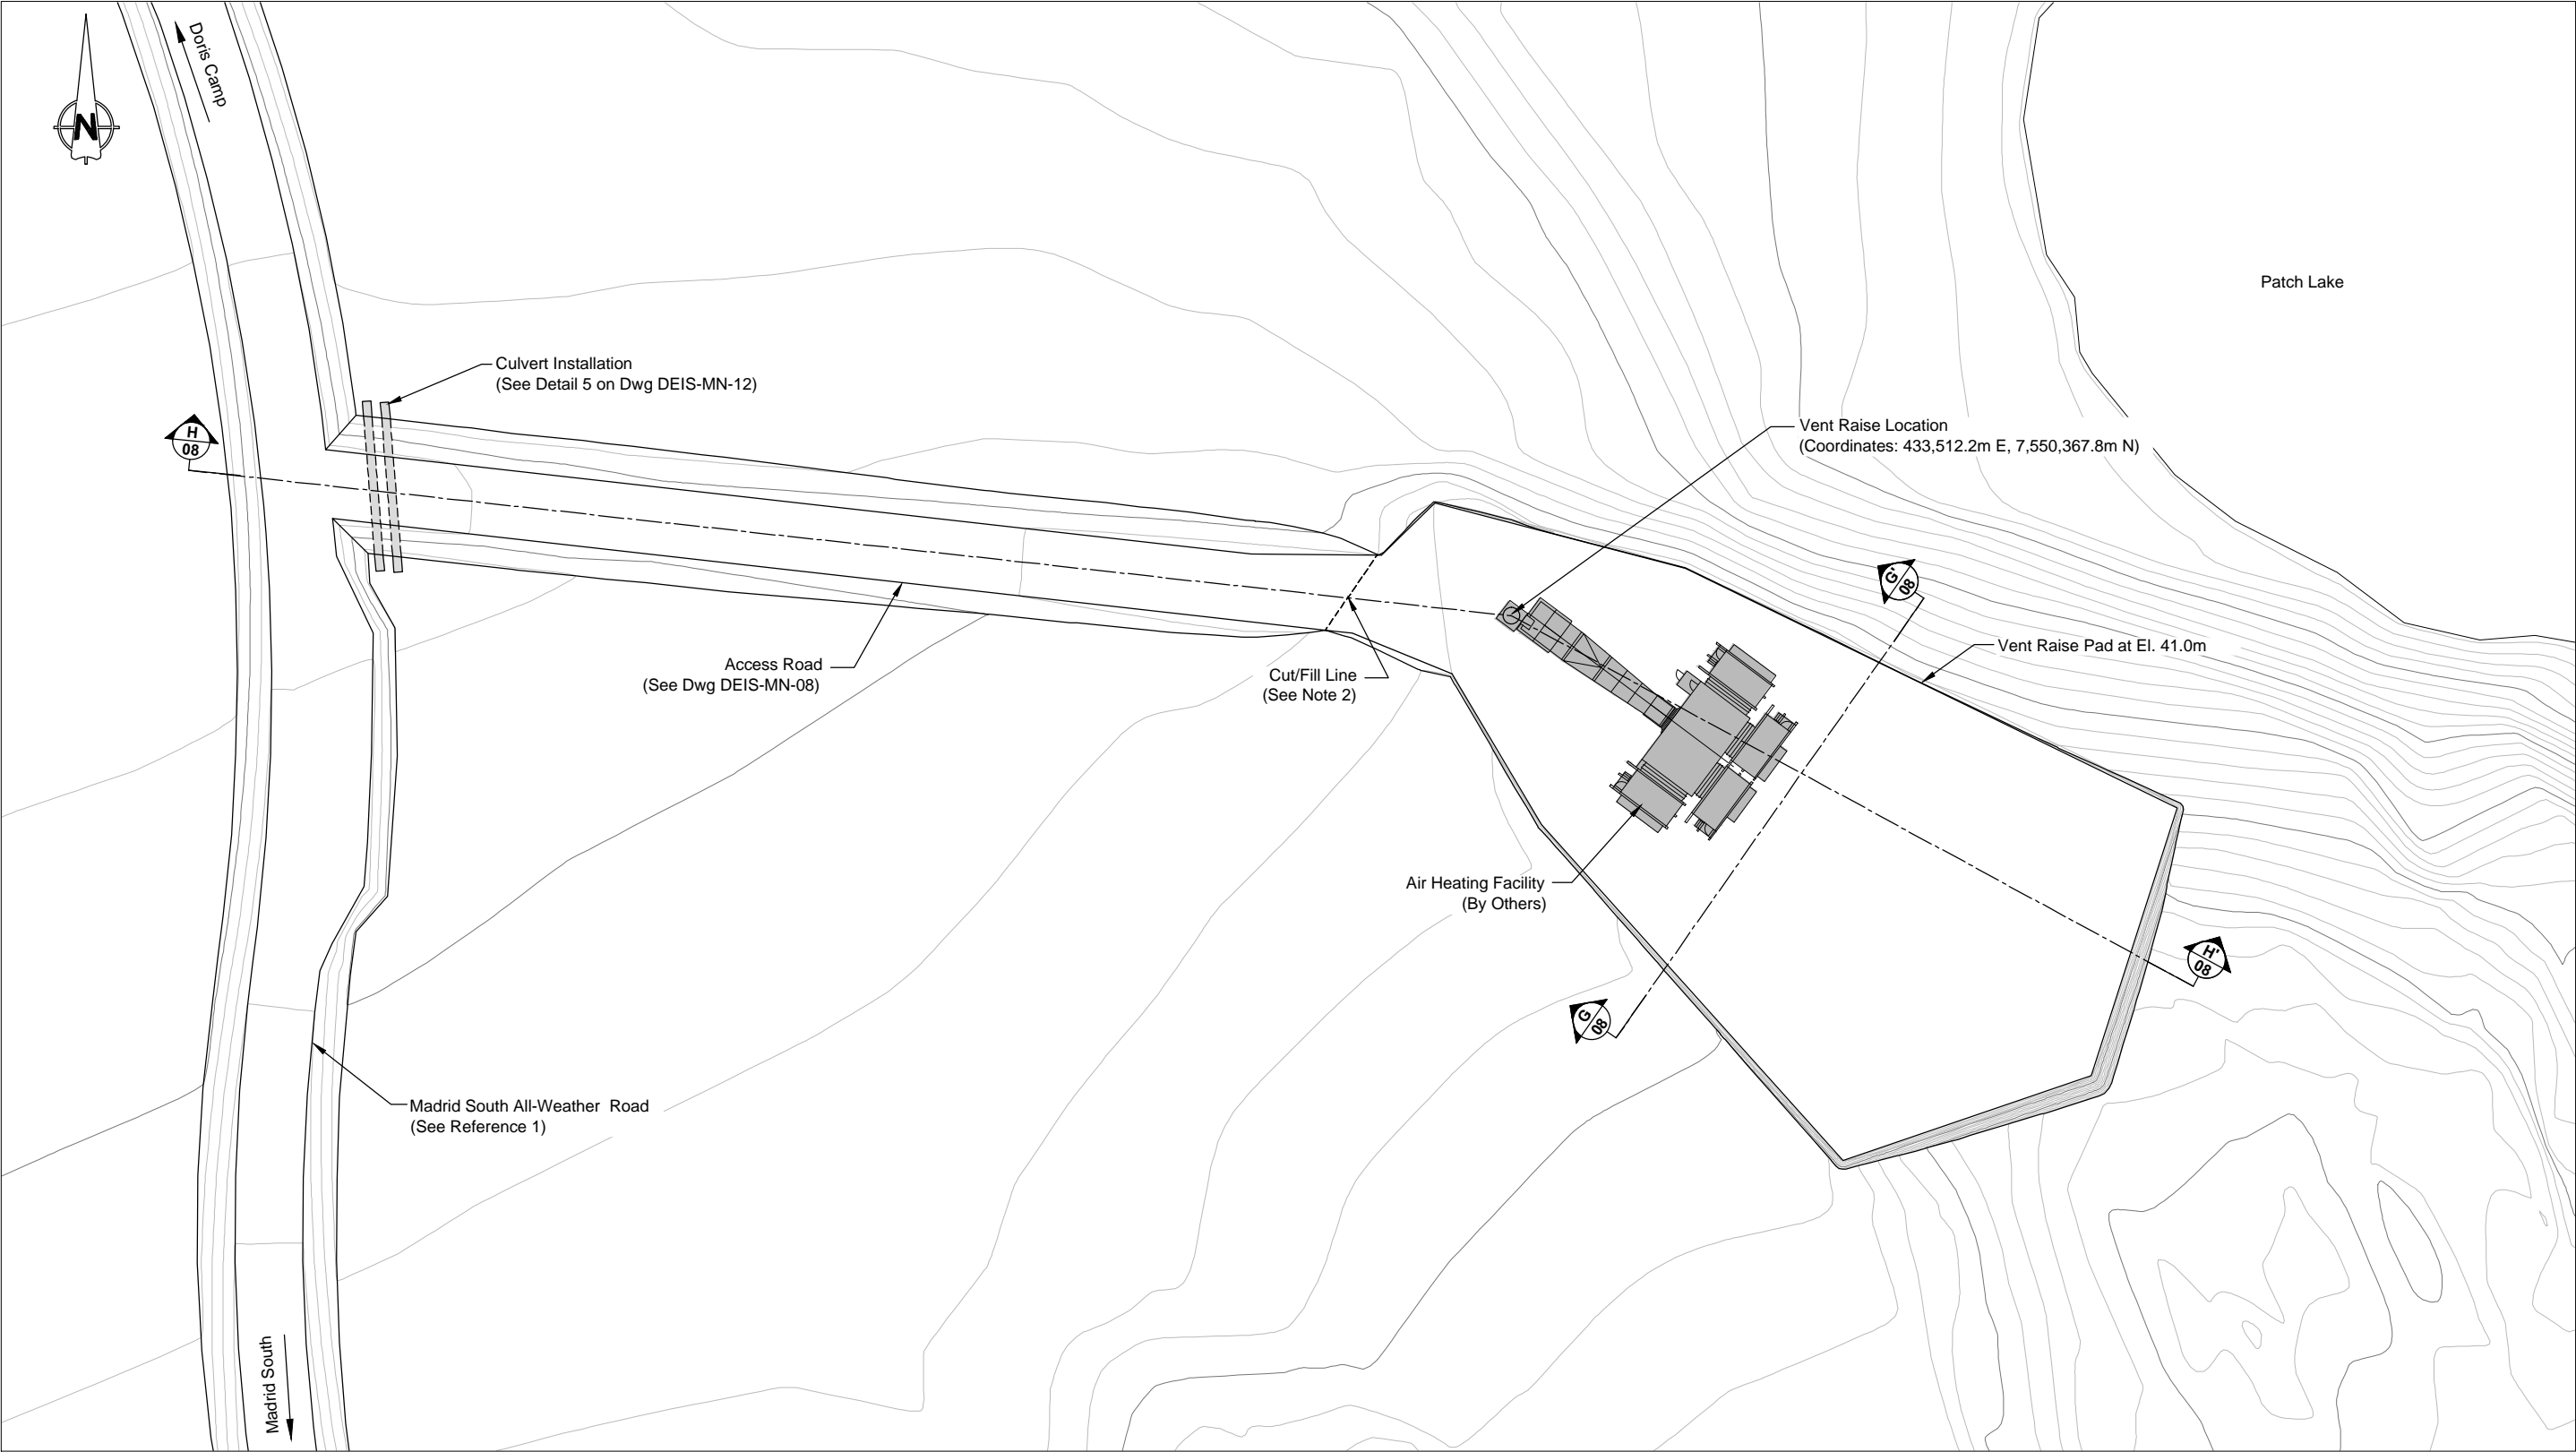 Doris Camp
N
Patch Lake
Culvert Installation
(See Detail 5 on Dwg DEIS-MN-12)
H
08
Vent Raise Location
(Coordinates: 433,512.2m E, 7,550,367.8m N)
G'
08
Vent Raise Pad at El. 41.0m
Access Road
(See Dwg DEIS-MN-08)
Cut/Fill Line
(See Note 2)
Air Heating Facility
(By Others)
H'
08
G
08
Madrid South All-Weather Road
(See Reference 1)
Madrid South